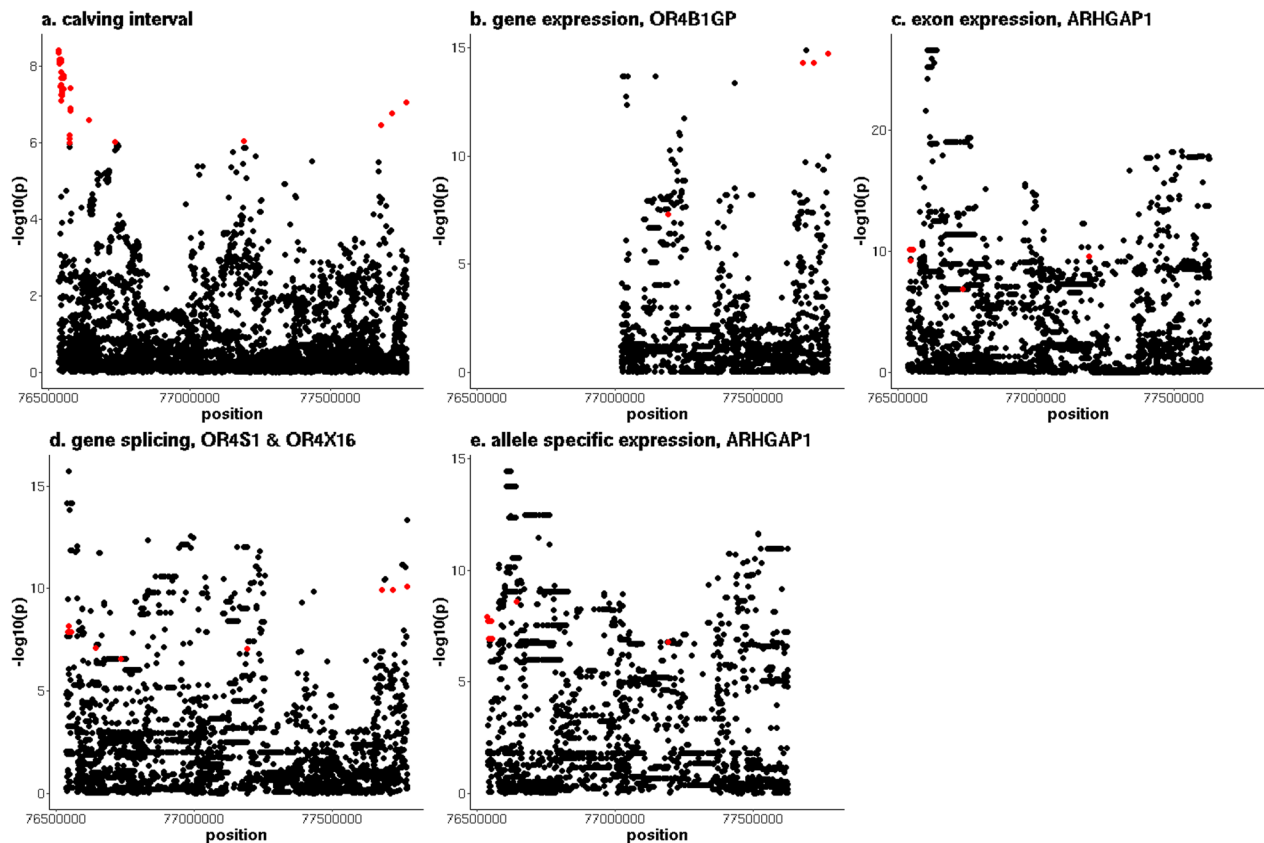 a. calving interval
8
6
4
2
0
-log10(p)
76500000 77000000 77500000
position
b. gene expression, OR4B1GP
15
10
5
0
-log10(p)
76500000 77000000 77500000
position
c. exon expression, ARHGAP1
20
10
0
-log10(p)
76500000 77000000 77500000
position
d. gene splicing, OR4S1 & OR4X16
15
10
5
0
-log10(p)
76500000 77000000 77500000
position
e. allele specific expression, ARHGAP1
15
10
5
0
-log10(p)
76500000 77000000 77500000
position